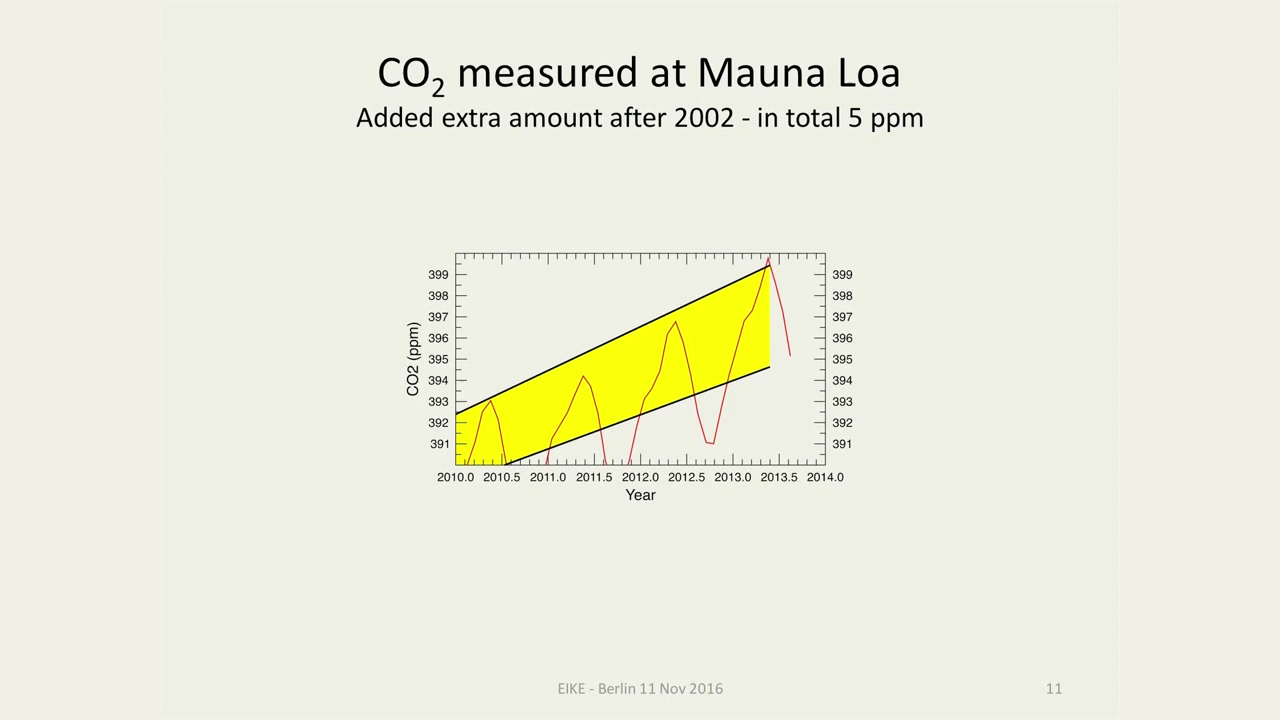 CO₂ measured at Mauna Loa
Added extra amount after 2002 - in total 5 ppm
399 399
398 398
397 397
396 396
395 395
394 394
393 393
392 392
391 391
CO2 (ppm)
2010.0 2010.5 2011.0 2011.5 2012.0 2012.5 2013.0 2013.5 2014.0
Year
EIKE - Berlin 11 Nov 2016 11